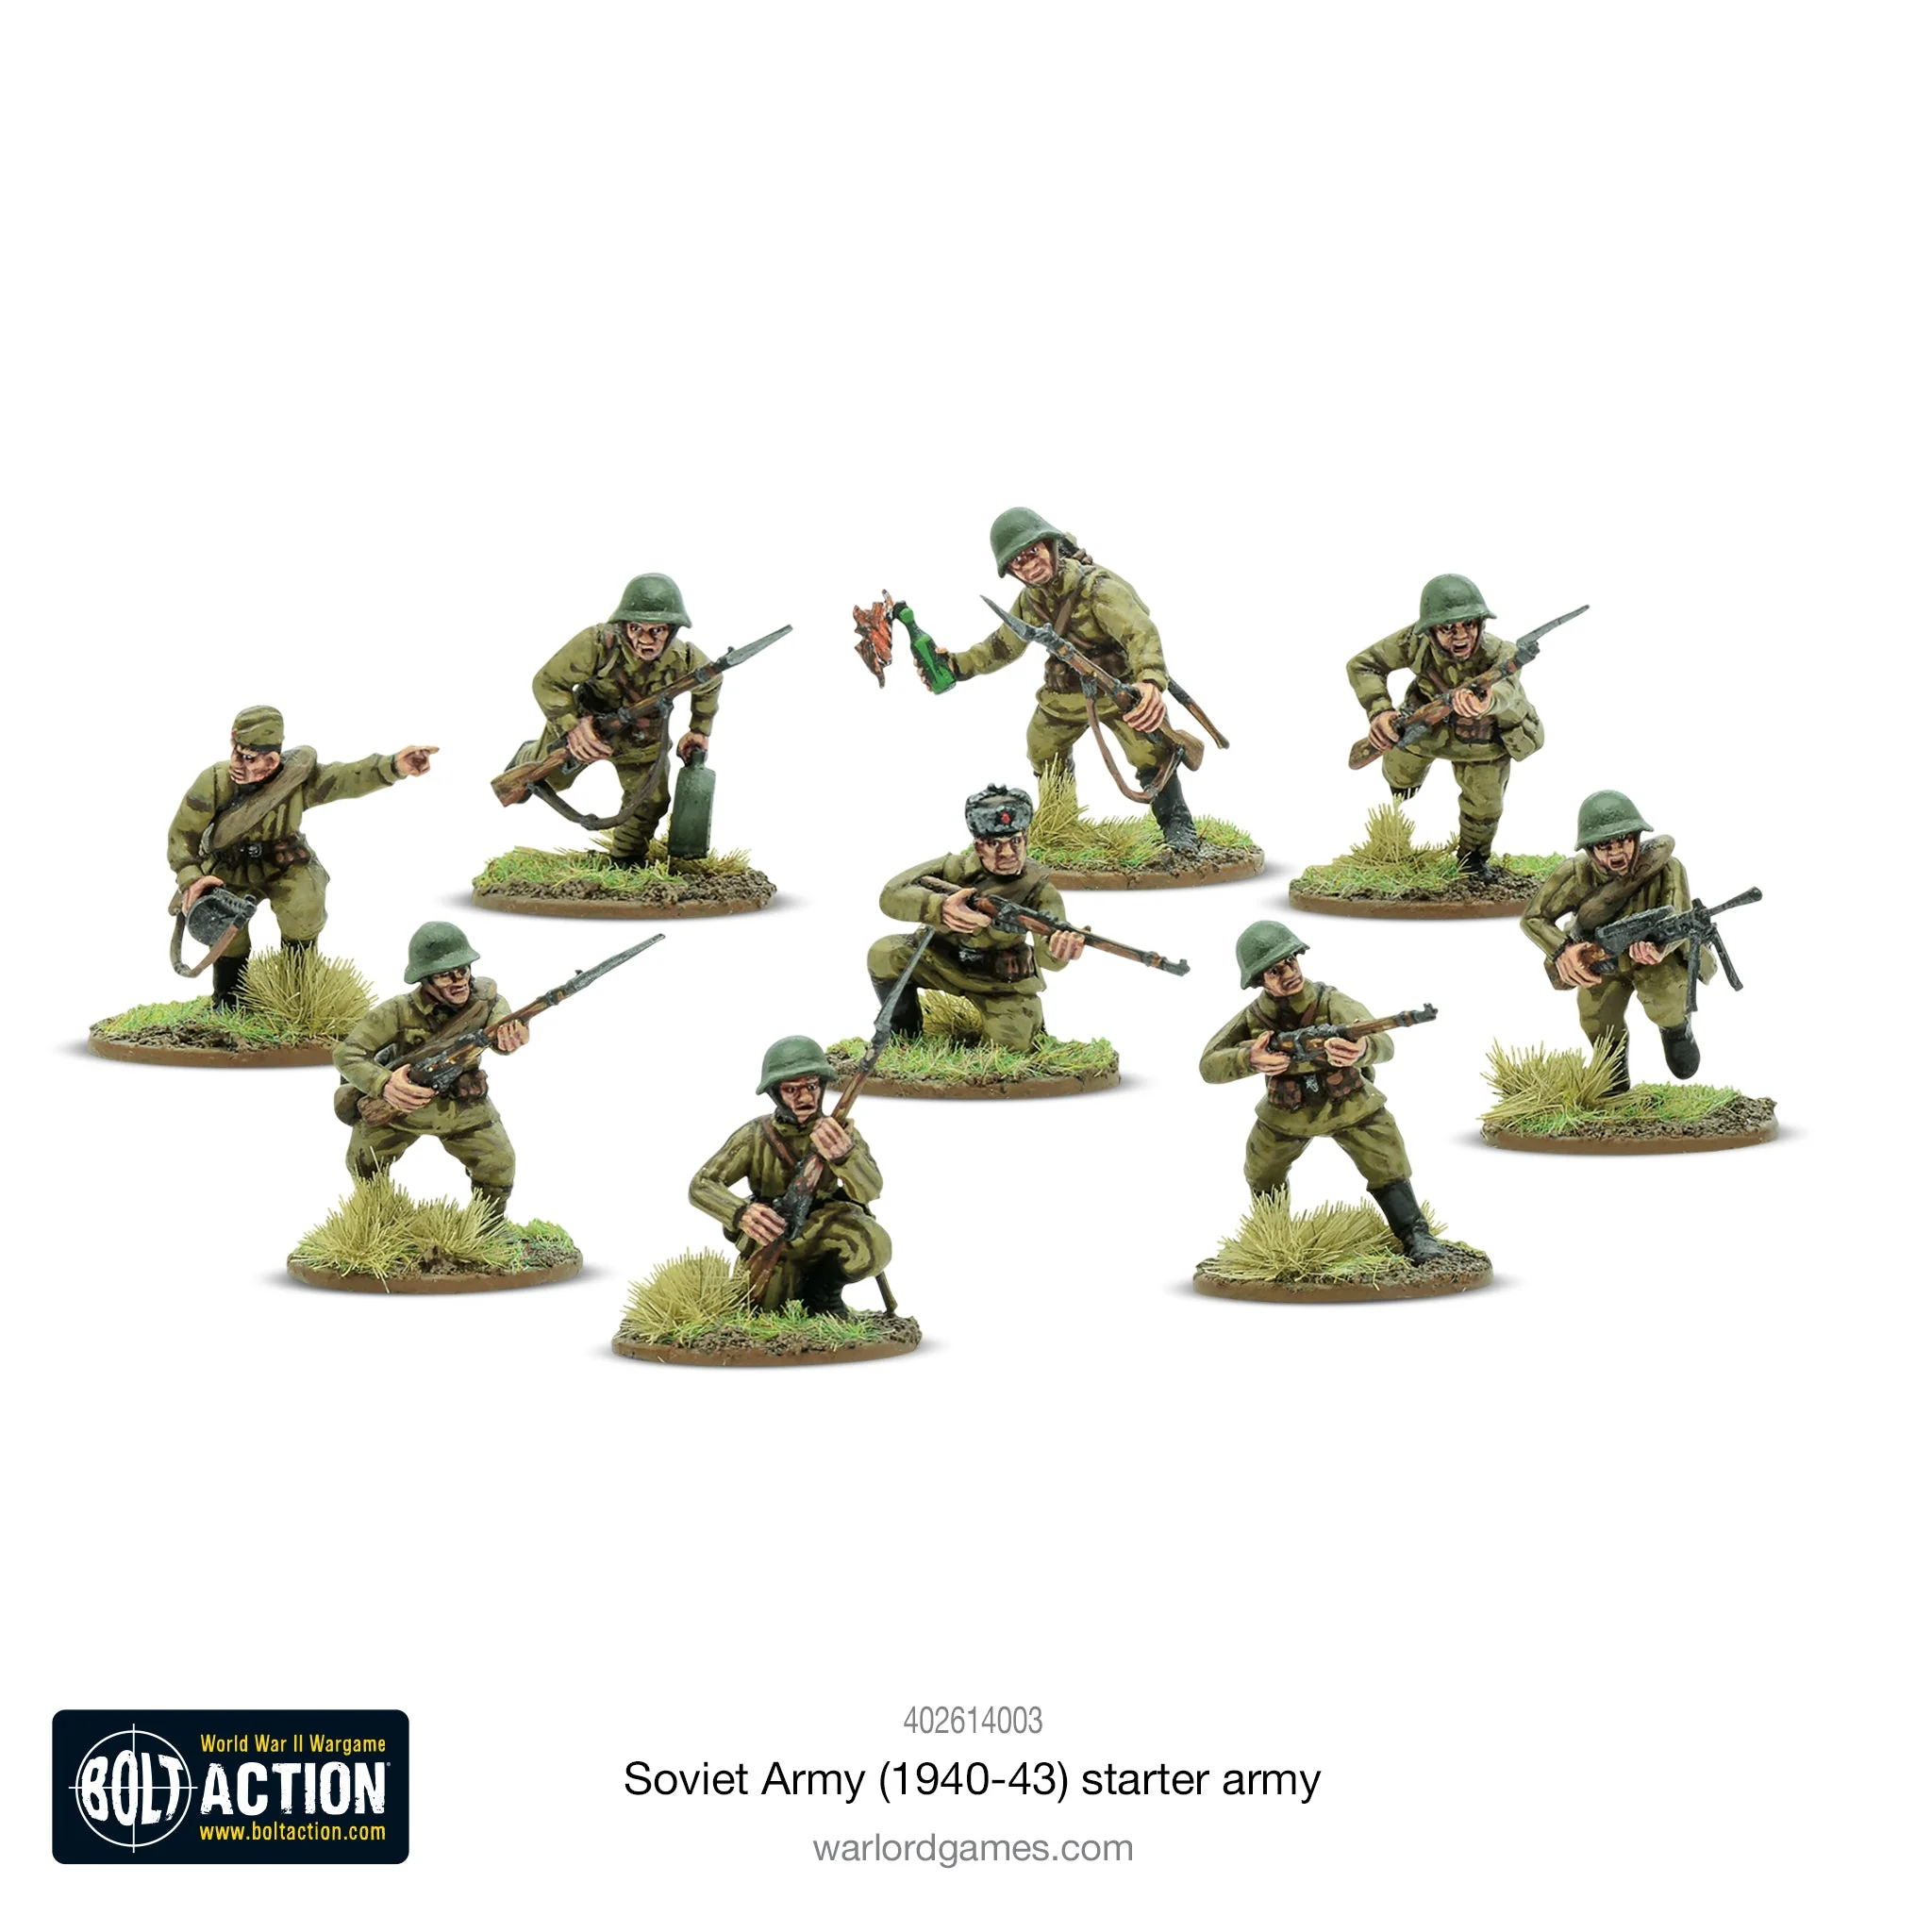 World War II Wargame
BOLT ACTION
www.boltaction.com
402614003
Soviet Army (1940-43) starter army
warlordgames.com